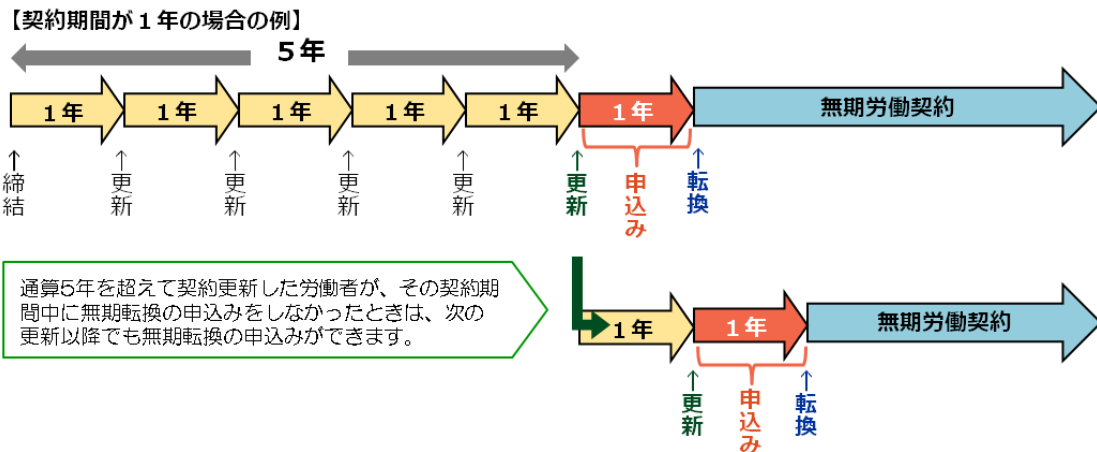 【契約期間が１年の場合の例】
５年
１年
１年
１年
１年
１年
１年
無期労働契約
↑締結
↑更新
↑更新
↑更新
↑更新
↑更新
申込み
↑転換
通算5年を超えて契約更新した労働者が、その契約期
間中に無期転換の申込みをしなかったときは、次の
更新以降でも無期転換の申込みができます。
１年
１年
無期労働契約
↑更新
申込み
↑転換